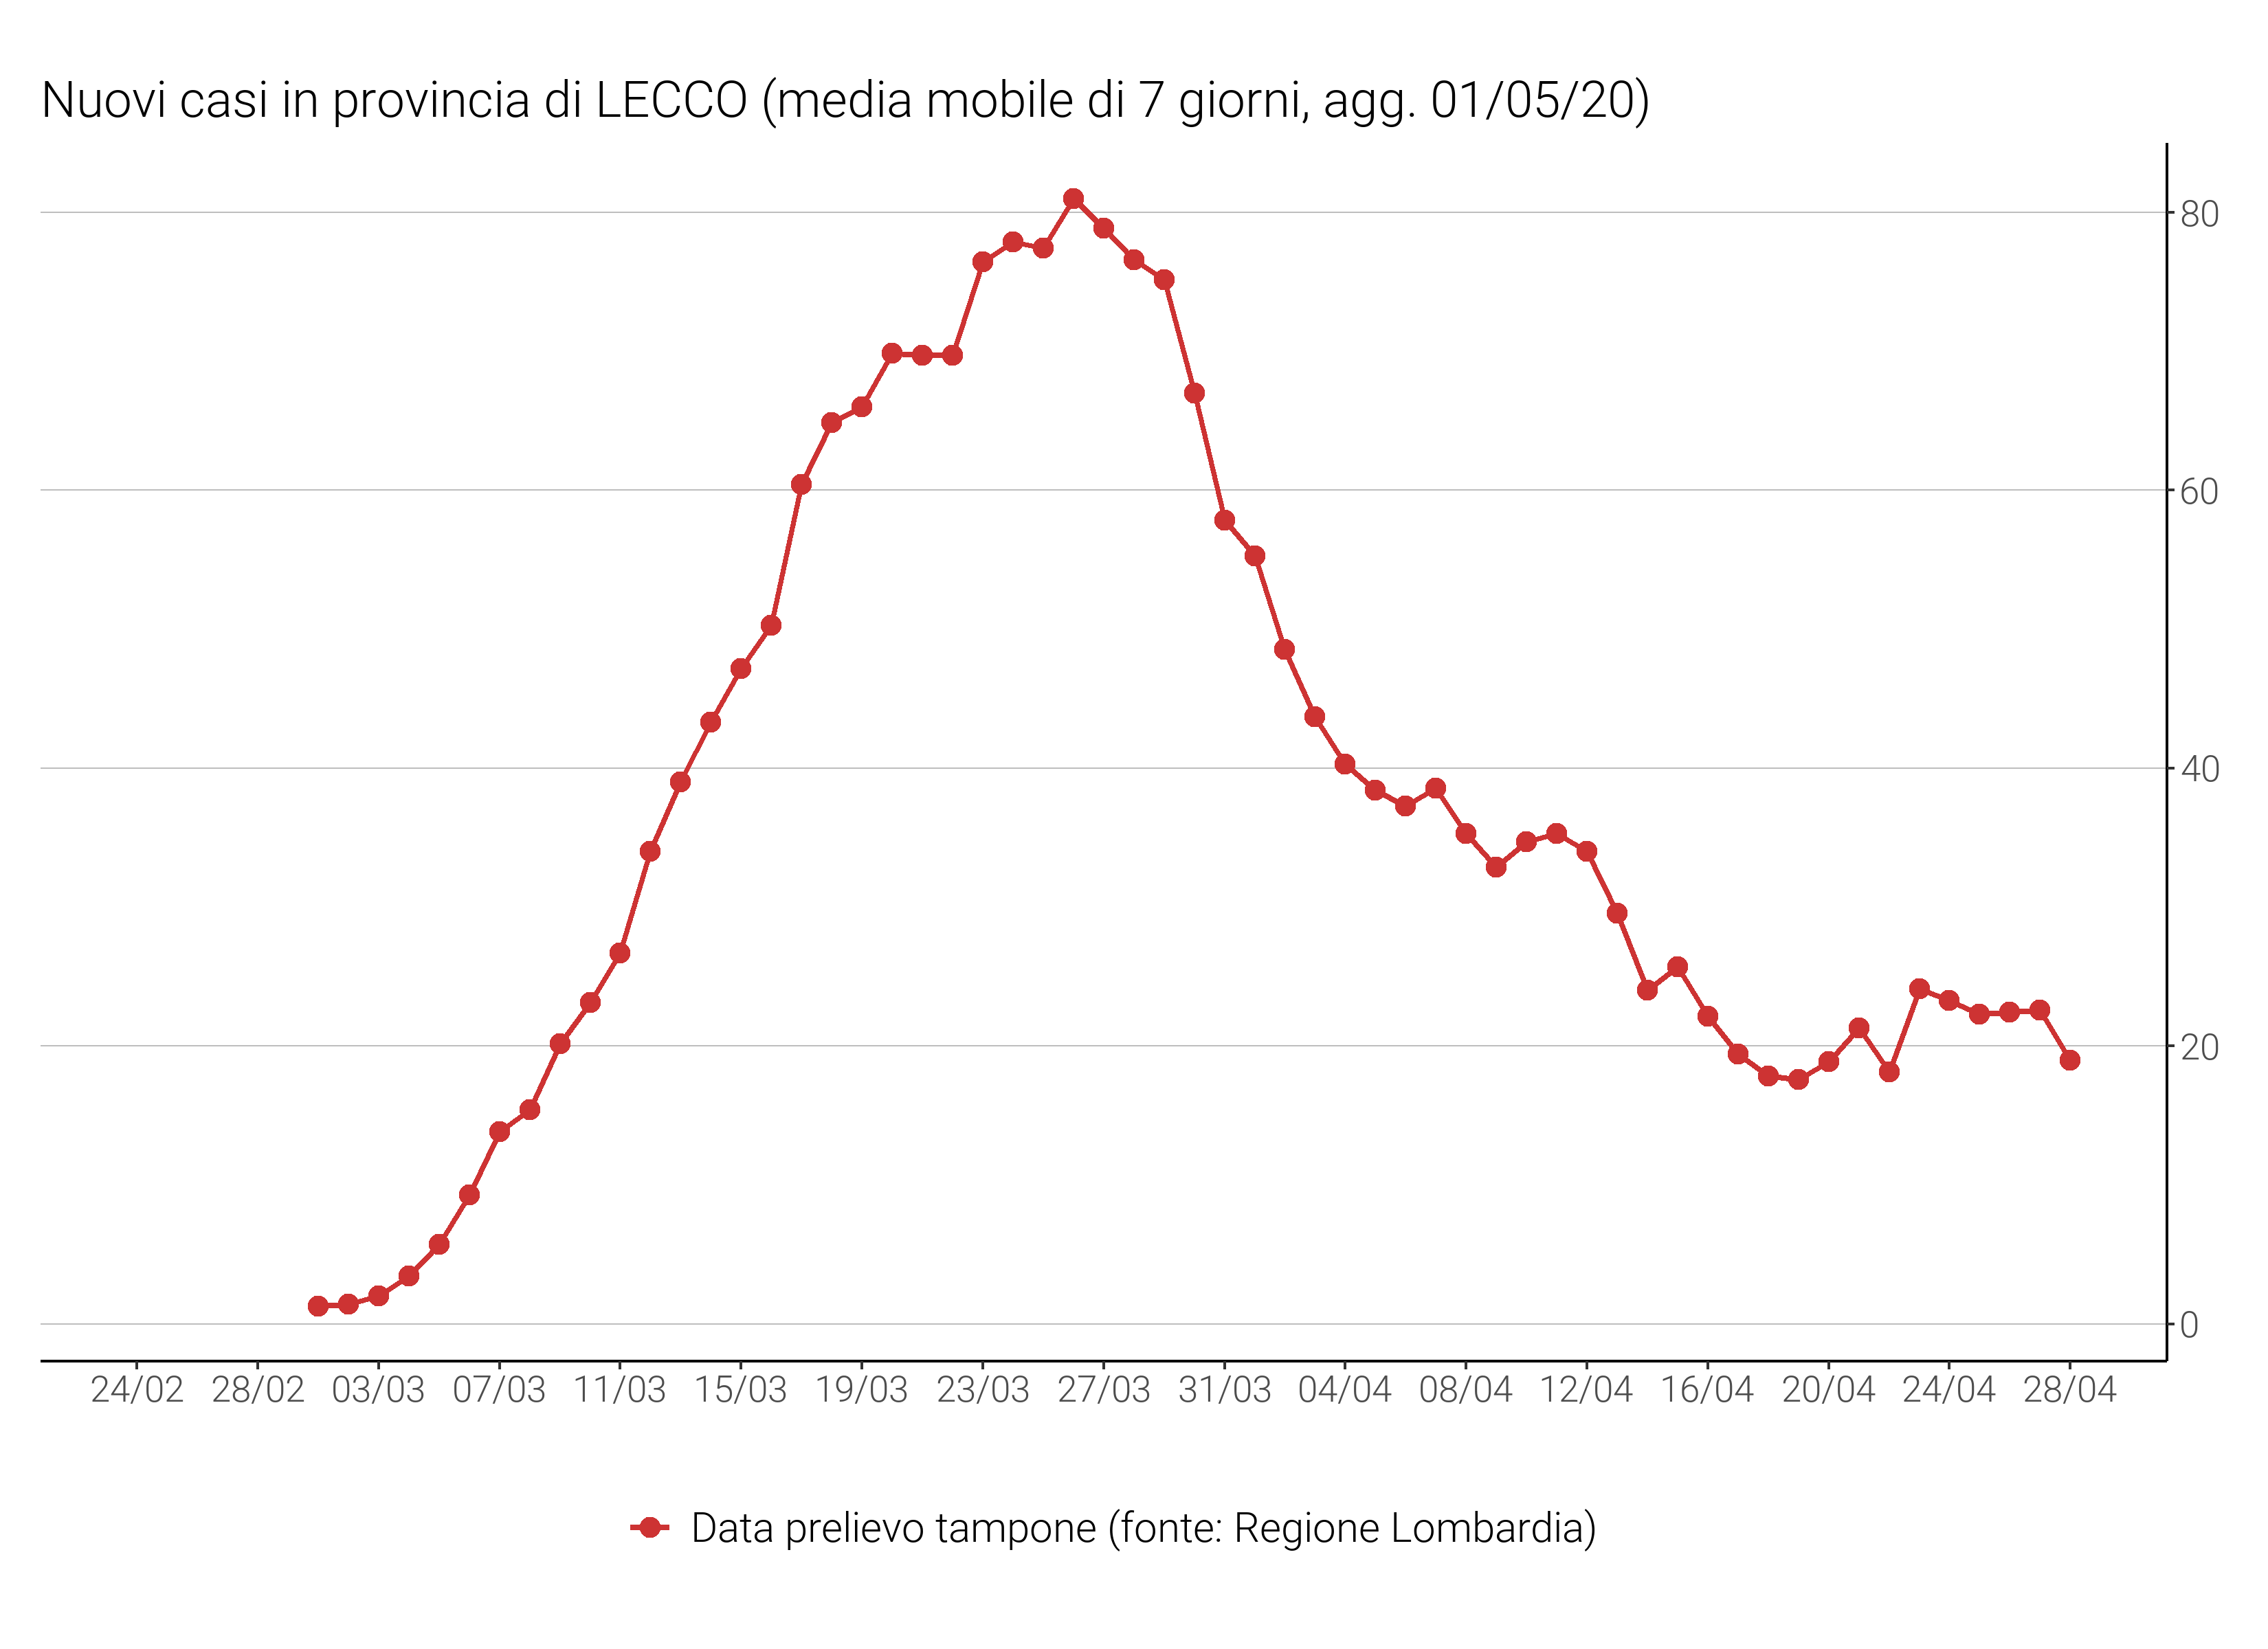 Nuovi casi in provincia di LECCO (media mobile di 7 giorni, agg. 01/05/20)
80
60
40
20
0
24/02 28/02 03/03 07/03 11/03 15/03 19/03 23/03 27/03 31/03 04/04 08/04 12/04 16/04 20/04 24/04 28/04
Data prelievo tampone (fonte: Regione Lombardia)